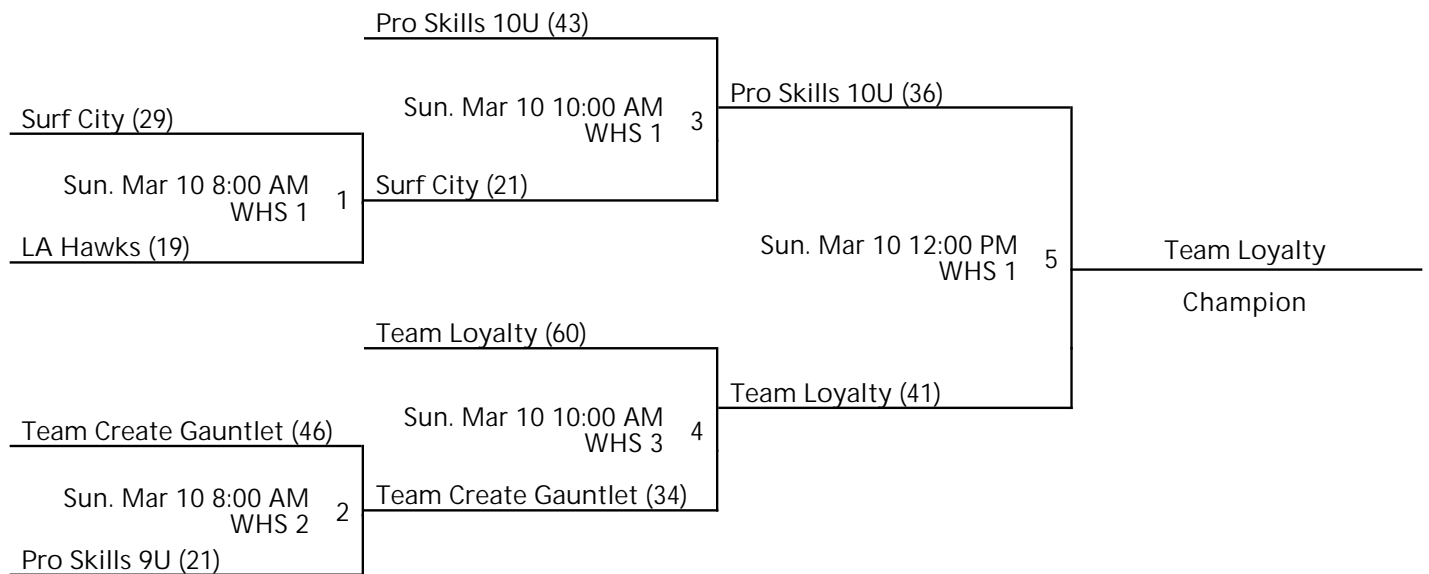 Pro Skills 10U (43)
Sun. Mar 10 10:00 AM
WHS 1
3
Pro Skills 10U (36)
Surf City (29)
Sun. Mar 10 8:00 AM
WHS 1
1
Surf City (21)
LA Hawks (19)
Sun. Mar 10 12:00 PM
WHS 1
5
Team Loyalty
Champion
Team Loyalty (60)
Sun. Mar 10 10:00 AM
WHS 3
4
Team Loyalty (41)
Team Create Gauntlet (46)
Sun. Mar 10 8:00 AM
WHS 2
2
Team Create Gauntlet (34)
Pro Skills 9U (21)